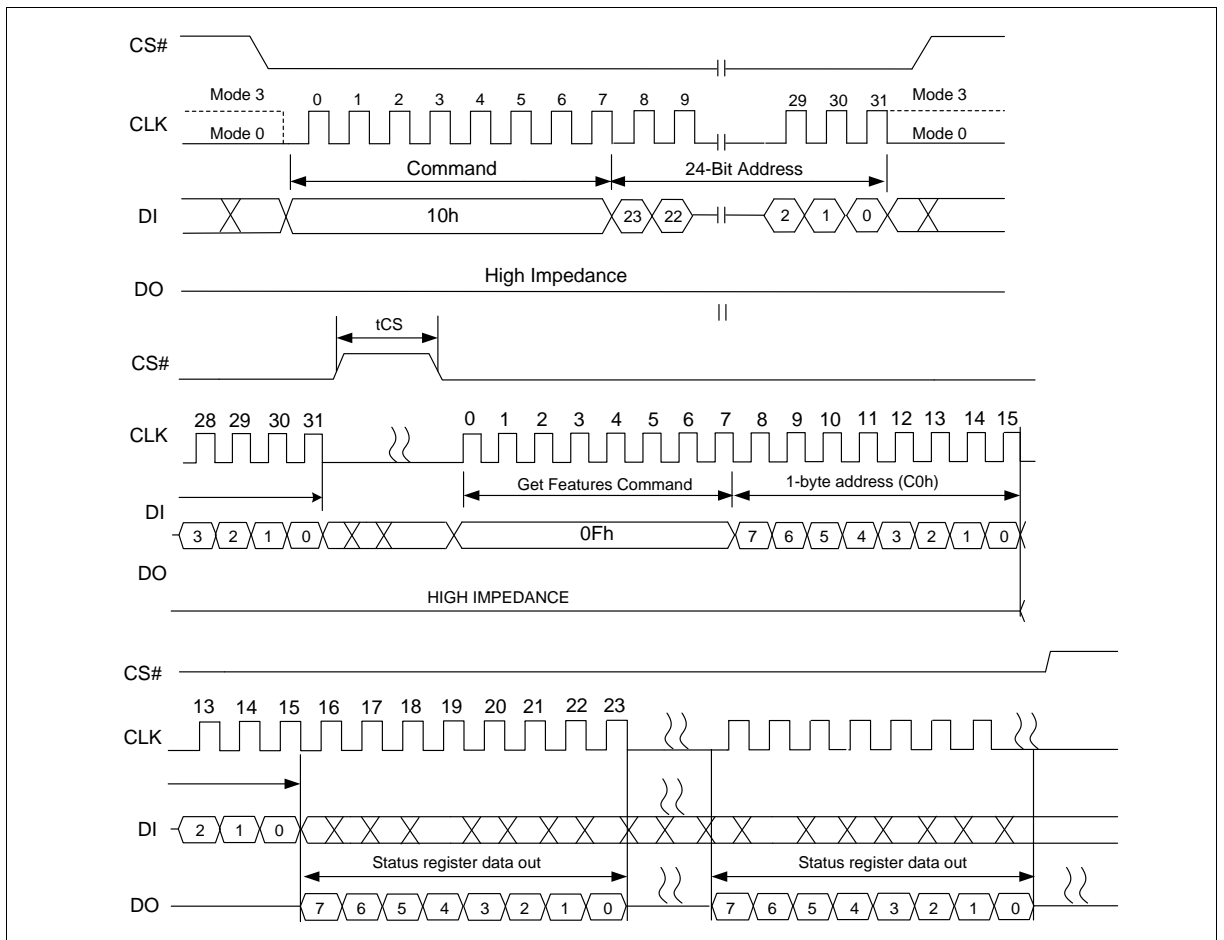 CS#
Mode 3
0 1 2 3 4 5 6 7 8 9 29 30 31
Mode 3
CLK
Mode 0
Mode 0
Command
24-Bit Address
DI
10h
23 22 2 1 0
High Impedance
DO
tCS
CS#
28 29 30 31 0 1 2 3 4 5 6 7 8 9 10 11 12 13 14 15
CLK
Get Features Command
1-byte address (C0h)
DI
3 2 1 0 0Fh 7 6 5 4 3 2 1 0
DO
HIGH IMPEDANCE
CS#
13 14 15 16 17 18 19 20 21 22 23
CLK
DI
2 1 0
Status register data out
Status register data out
DO
7 6 5 4 3 2 1 0 7 6 5 4 3 2 1 0